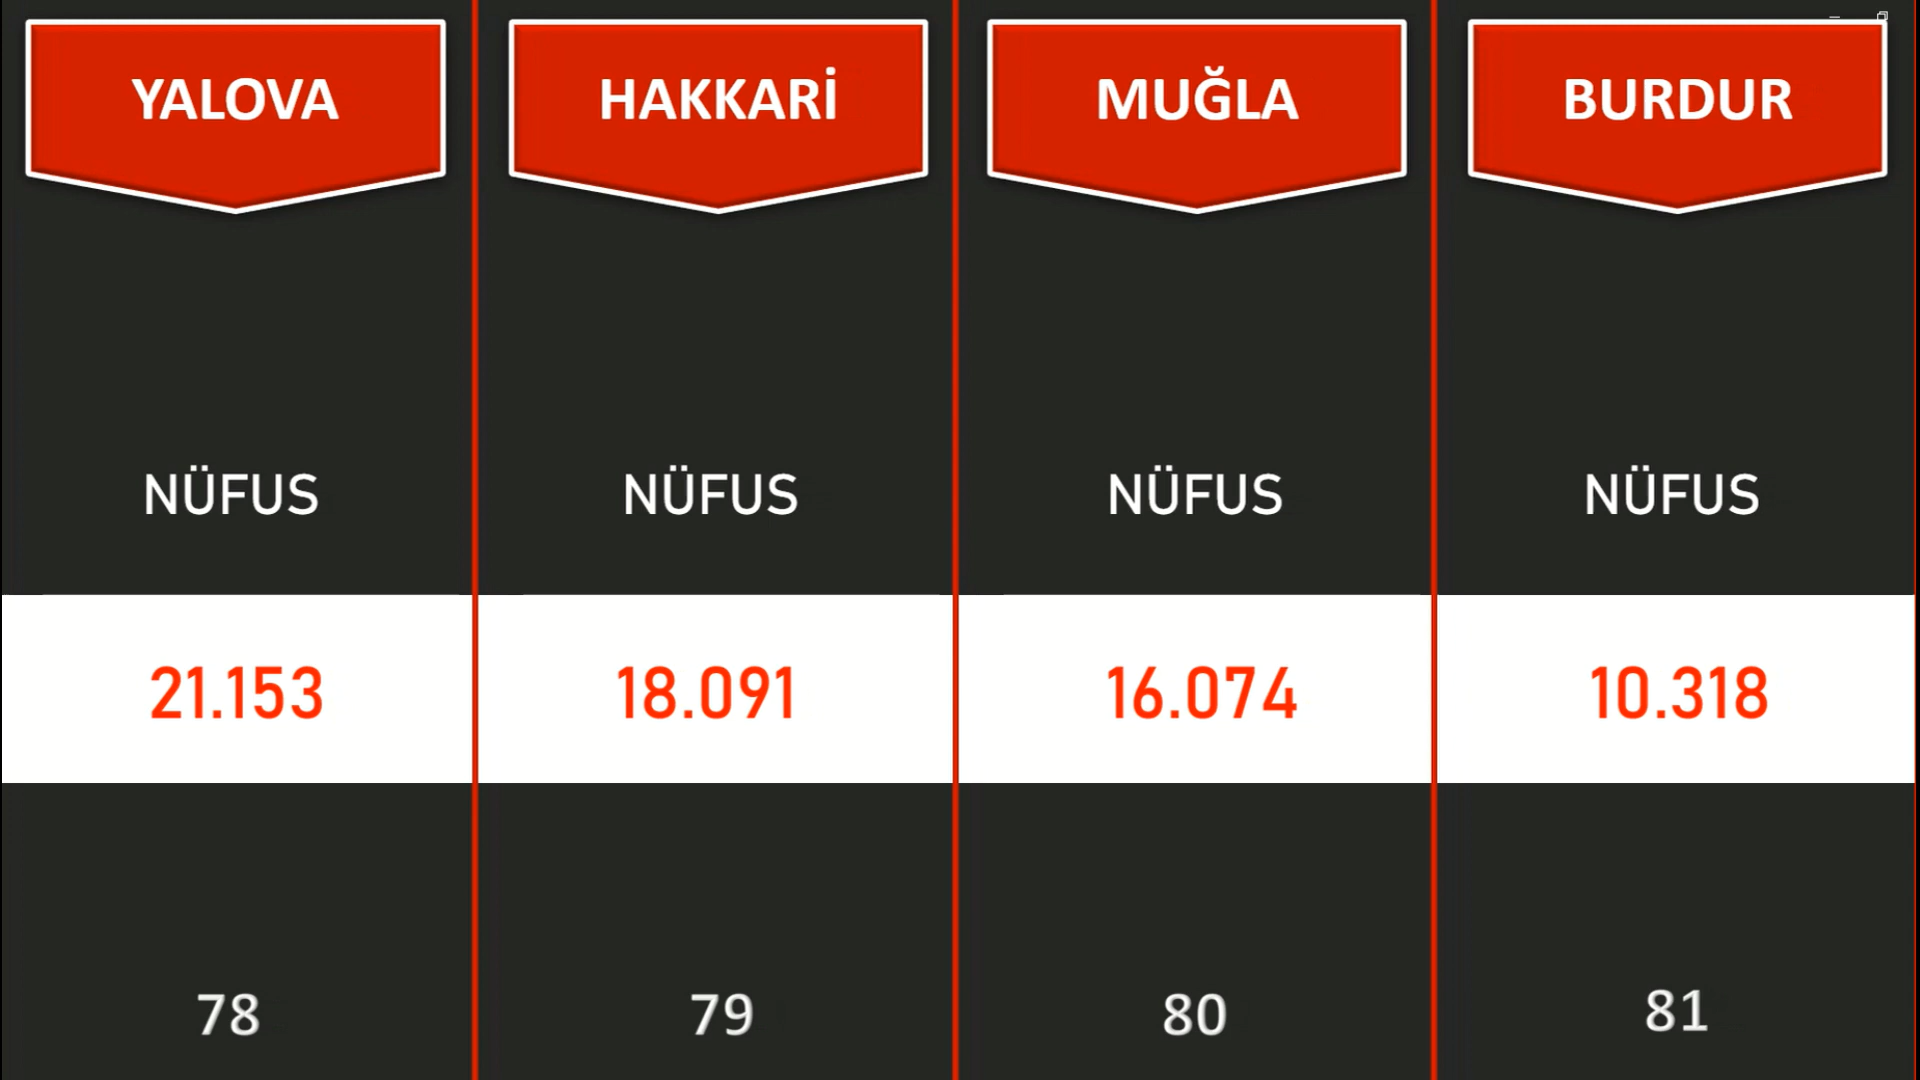 YALOVA
NÜFUS
21.153
78
HAKKARİ
NÜFUS
18.091
79
MUĞLA
NÜFUS
16.074
80
BURDUR
NÜFUS
10.318
81